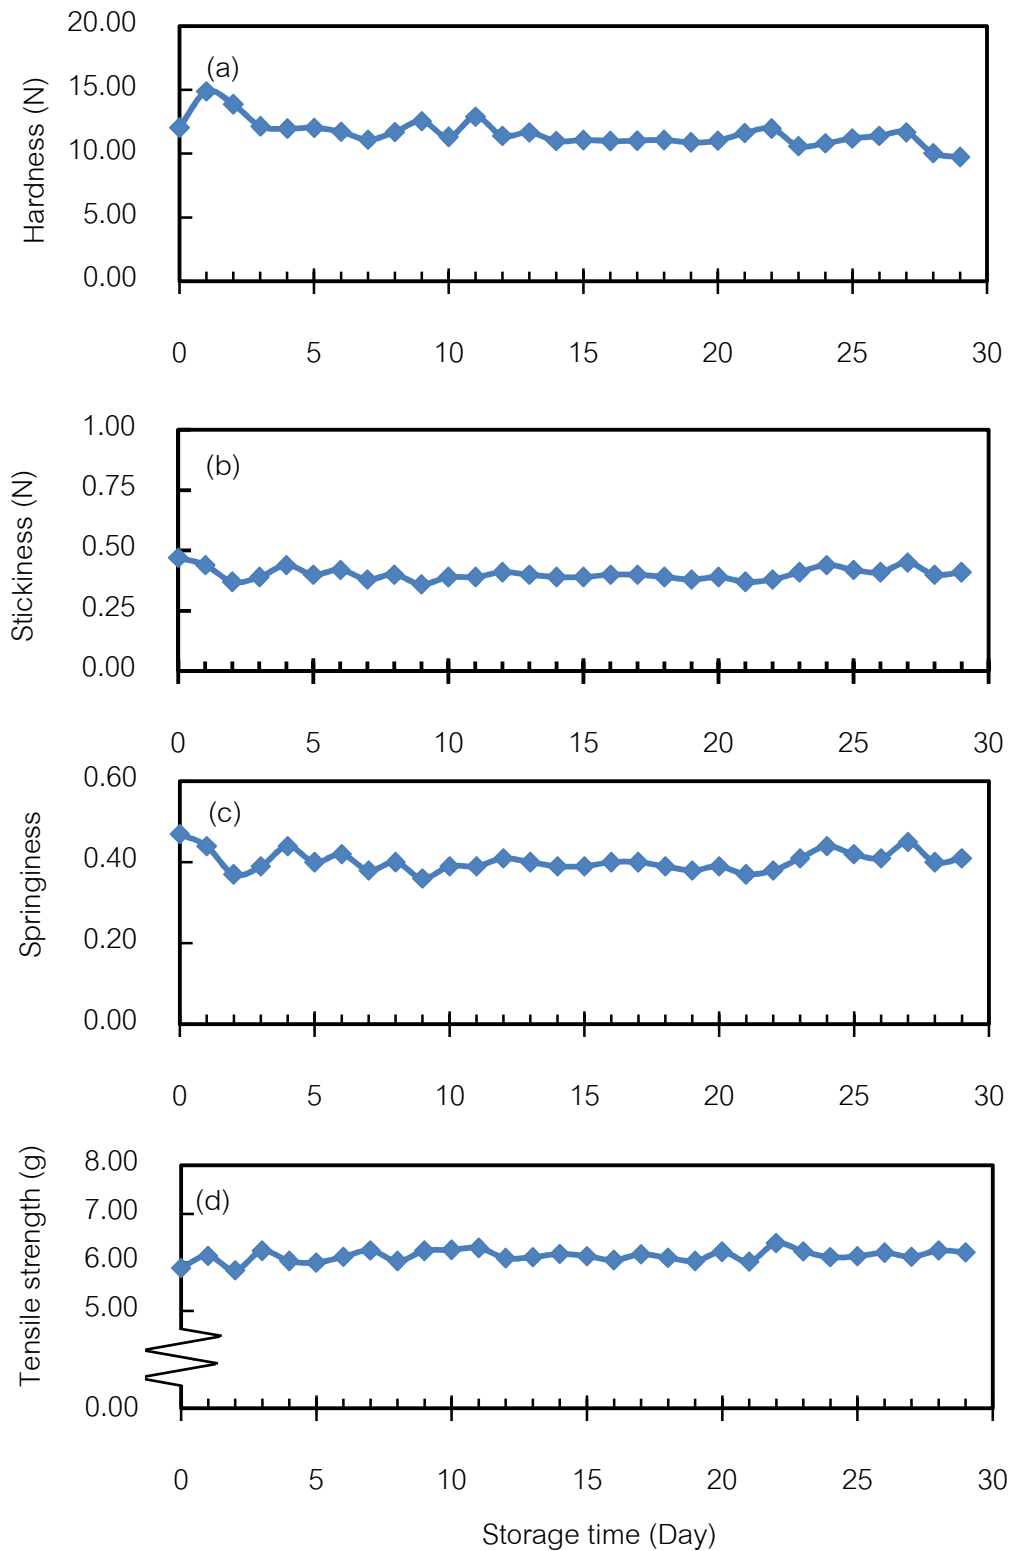 20.00
15.00
10.00
5.00
0.00
Hardness (N)
(a)
0 5 10 15 20 25 30
1.00
0.75
0.50
0.25
0.00
Stickiness (N)
(b)
0 5 10 15 20 25 30
0.60
0.40
0.20
0.00
Springiness
(c)
0 5 10 15 20 25 30
8.00
7.00
6.00
5.00
0.00
Tensile strength (g)
(d)
0 5 10 15 20 25 30
Storage time (Day)